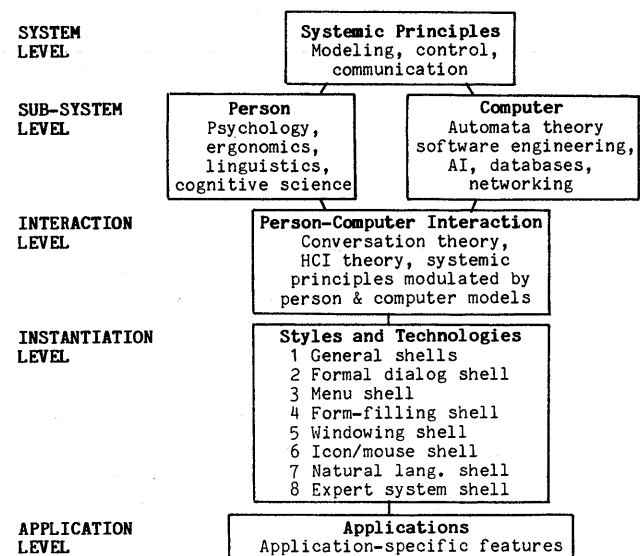 SYSTEM
LEVEL
Systemic Principles
Modeling, control,
communication
SUB-SYSTEM
LEVEL
Person
Psychology,
ergonomics,
linguistics,
cognitive science
Computer
Automata theory
software engineering,
AI, databases,
networking
INTERACTION
LEVEL
Person-Computer Interaction
Conversation theory,
HCI theory, systemic
principles modulated by
person & computer models
INSTANTIATION
LEVEL
Styles and Technologies
1 General shells
2 Formal dialog shell
3 Menu shell
4 Form-filling shell
5 Windowing shell
6 Icon/mouse shell
7 Natural lang. shell
8 Expert system shell
APPLICATION
LEVEL
Applications
Application-specific features